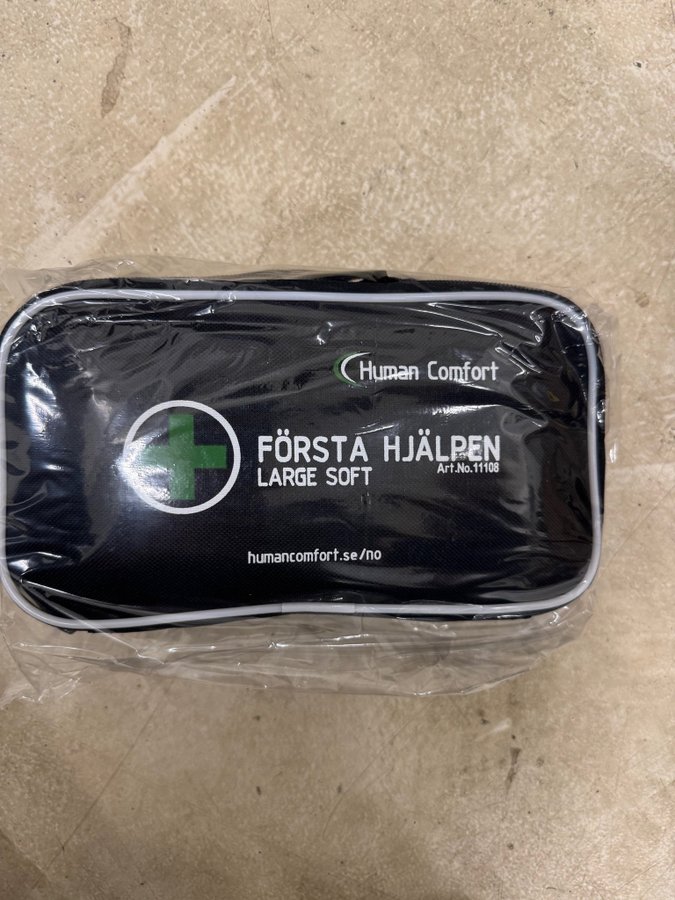 Human Comfort
FÖRSTA HJÄLPEN
LARGE SOFT
Art.No.11108
humancomfort.se/no